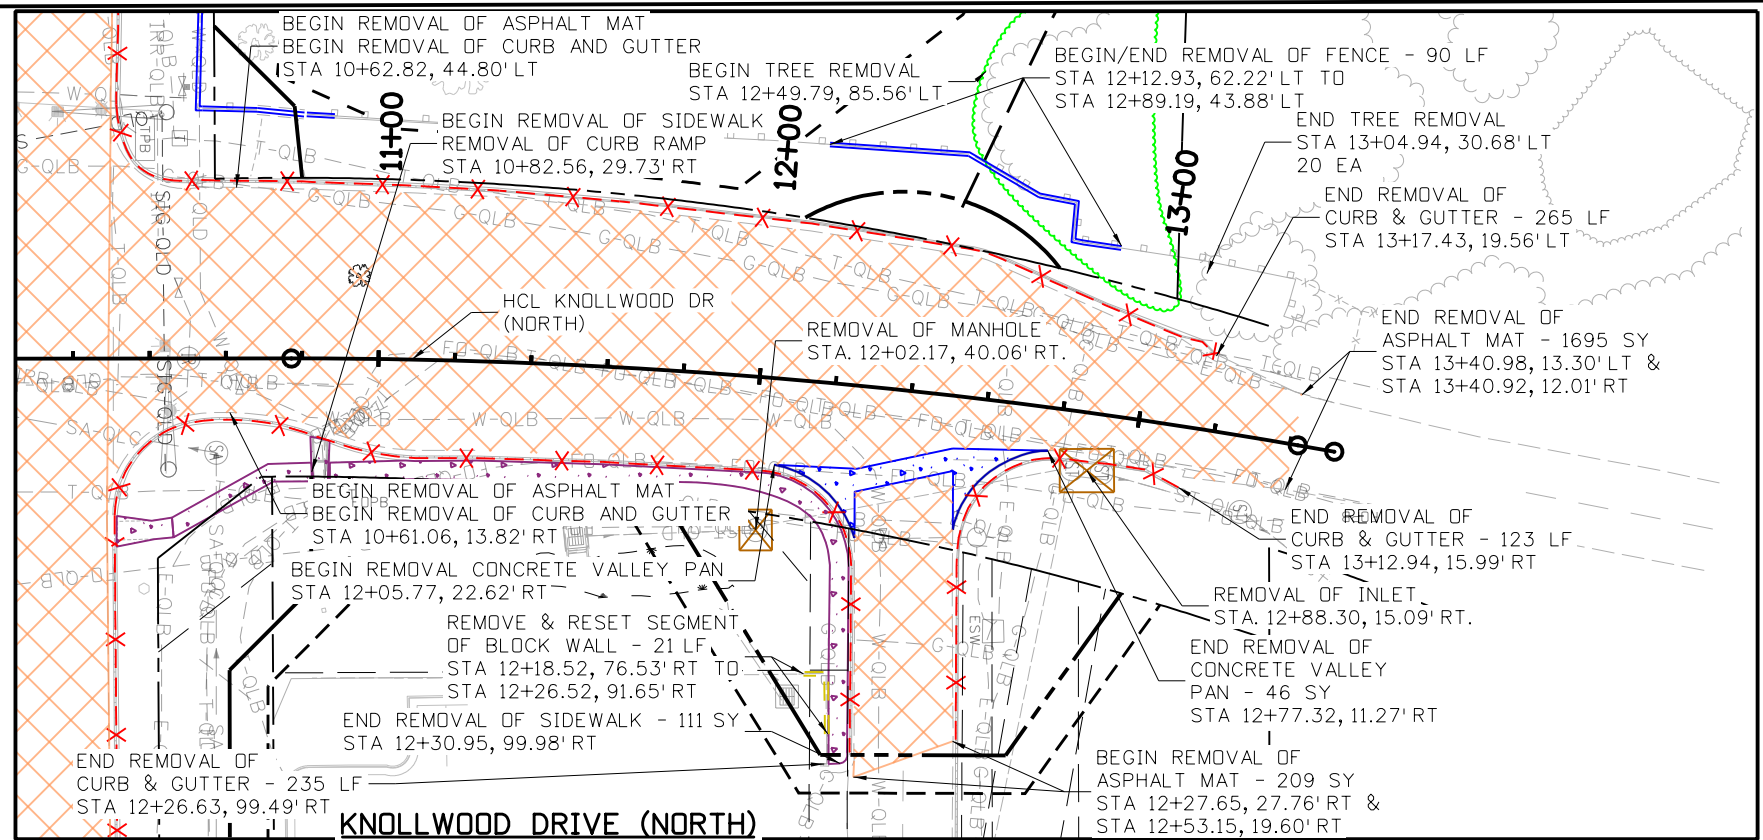 BEGIN REMOVAL OF ASPHALT MAT
BEGIN REMOVAL OF CURB AND GUTTER
STA 10+62.82, 44.80' LT
BEGIN TREE REMOVAL
STA 12+49.79, 85.56' LT
BEGIN/END REMOVAL OF FENCE - 90 LF
STA 12+12.93, 62.22' LT TO
STA 12+89.19, 43.88' LT
11+00
12+00
13+00
BEGIN REMOVAL OF SIDEWALK
REMOVAL OF CURB RAMP
STA 10+82.56, 29.73' RT
END TREE REMOVAL
STA 13+04.94, 30.68' LT
20 EA
END REMOVAL OF
CURB & GUTTER - 265 LF
STA 13+17.43, 19.56' LT
HCL KNOLLWOOD DR
(NORTH)
REMOVAL OF MANHOLE
STA. 12+02.17, 40.06' RT.
END REMOVAL OF
ASPHALT MAT - 1695 SY
STA 13+40.98, 13.30' LT &
STA 13+40.92, 12.01' RT
BEGIN REMOVAL OF ASPHALT MAT
BEGIN REMOVAL OF CURB AND GUTTER
STA 10+61.06, 13.82' RT
BEGIN REMOVAL CONCRETE VALLEY PAN
STA 12+05.77, 22.62' RT
REMOVE & RESET SEGMENT
OF BLOCK WALL - 21 LF
STA 12+18.52, 76.53' RT TO
STA 12+26.52, 91.65' RT
END REMOVAL OF SIDEWALK - 111 SY
STA 12+30.95, 99.98' RT
END REMOVAL OF
CURB & GUTTER - 235 LF
STA 12+26.63, 99.49' RT
END REMOVAL OF
CURB & GUTTER - 123 LF
STA 13+12.94, 15.99' RT
REMOVAL OF INLET
STA. 12+88.30, 15.09' RT.
END REMOVAL OF
CONCRETE VALLEY
PAN - 46 SY
STA 12+77.32, 11.27' RT
BEGIN REMOVAL OF
ASPHALT MAT - 209 SY
STA 12+27.65, 27.76' RT &
STA 12+53.15, 19.60' RT
KNOLLWOOD DRIVE (NORTH)
TPB
ESW
SIG-QLD
SA-QLC
G-QLB
G-QLB
G-QLB
T-QLB
T-QLB
W-QLB
W-QLB
W-QLB